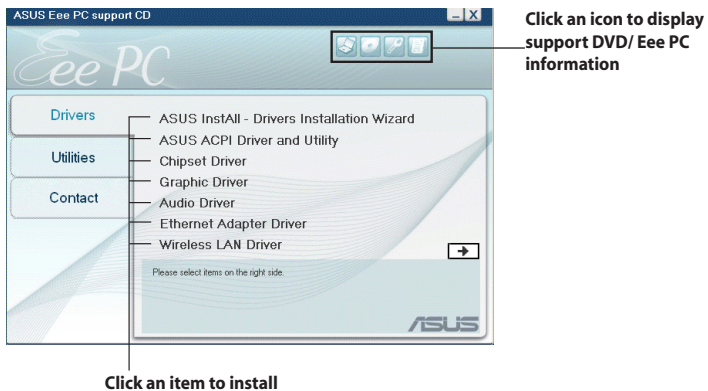 ASUS Eee PC support CD
Click an icon to display
support DVD/ Eee PC
information
Eee PC
Drivers
Utilities
Contact
ASUS InstAll - Drivers Installation Wizard
ASUS ACPI Driver and Utility
Chipset Driver
Graphic Driver
Audio Driver
Ethernet Adapter Driver
Wireless LAN Driver
Please select items on the right side.
ASUS
Click an item to install